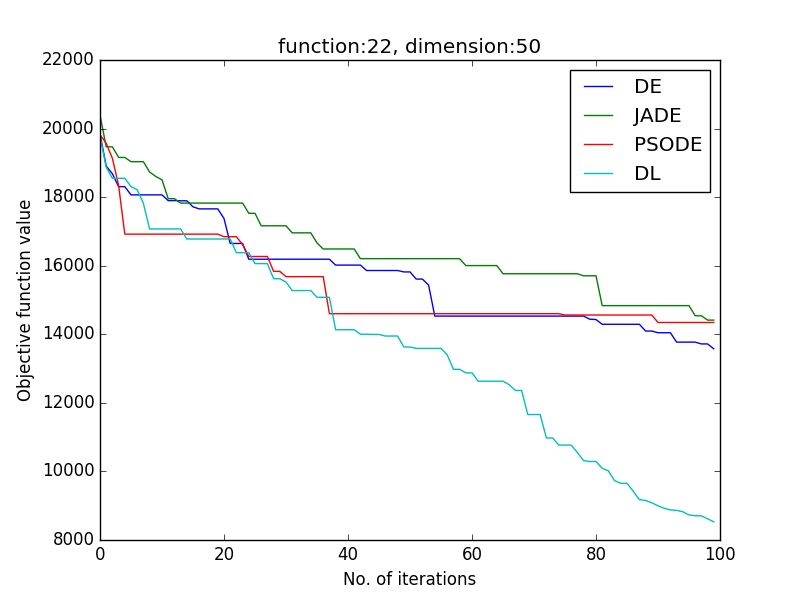 function:22, dimension:50
22000
20000
18000
16000
14000
12000
10000
8000
Objective function value
0 20 40 60 80 100
No. of iterations
DE
JADE
PSODE
DL